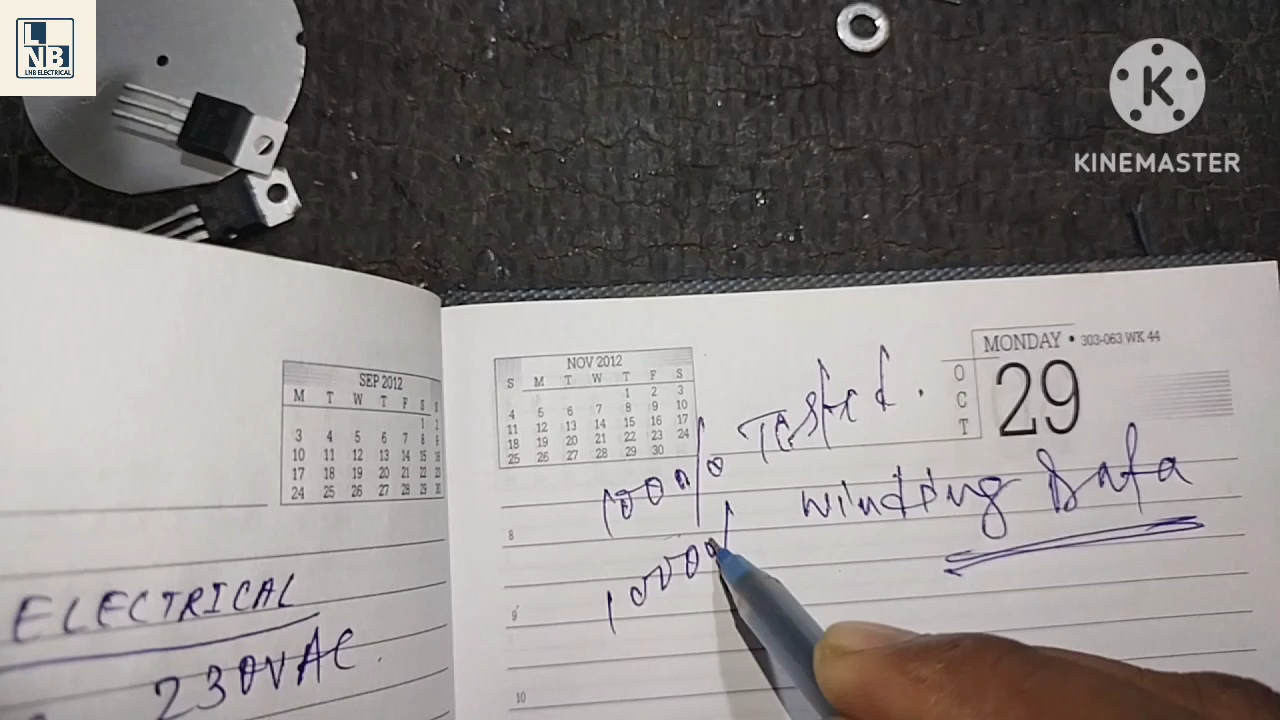 L
NB
LNB ELECTRICAL
K
KINEMASTER
SEP 2012
M T W T F S S
1 2
3 4 5 6 7 8 9
10 11 12 13 14 15 16
17 18 19 20 21 22 23
24 25 26 27 28 29 30
ELECTRICAL
230VAC.
NOV 2012
S M T W T F S
1 2 3
4 5 6 7 8 9 10
11 12 13 14 15 16 17
18 19 20 21 22 23 24
25 26 27 28 29 30
OCT
MONDAY • 303-063 WK 44
29
100% Tested.
winding Data
8
100
9
10